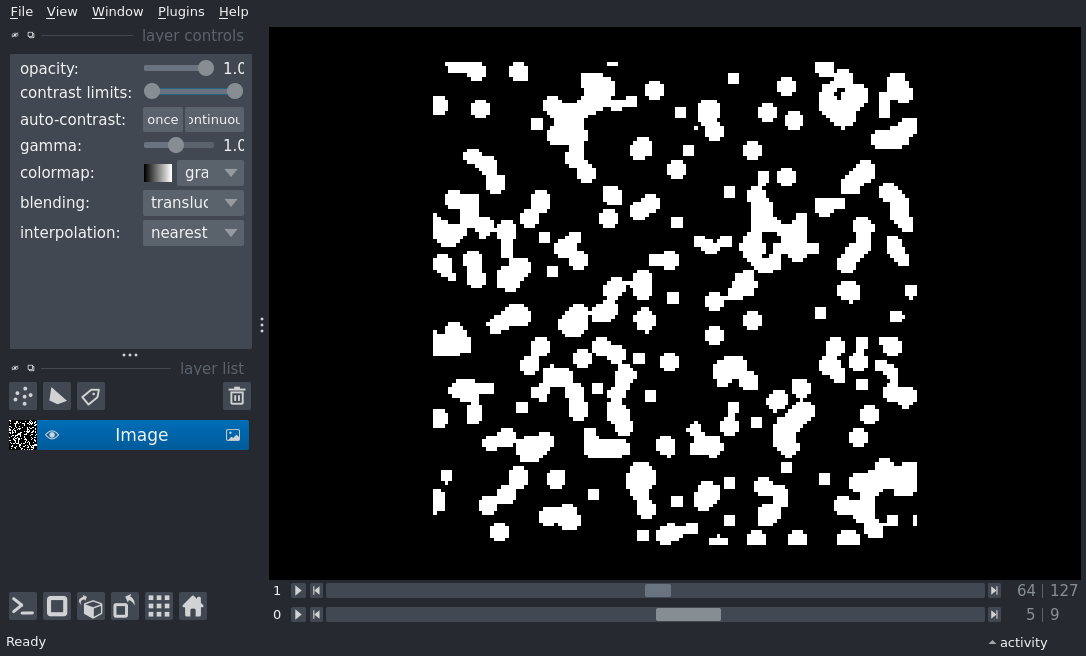 File View Window Plugins Help
layer controls
opacity: 1.0
contrast limits:
auto-contrast: once ontinuou
gamma: 1.0
colormap: gra
blending: transluc
interpolation: nearest
layer list
Image
1 64 | 127
0 5 | 9
Ready activity